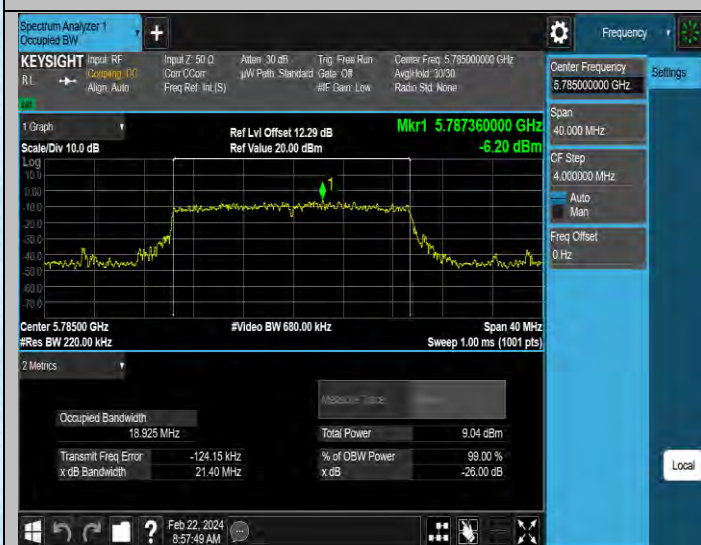 Spectrum Analyzer 1
Occupied BW
Frequency
KEYSIGHT
Input: RF
Coupling: DC
Align: Auto
Input Z: 50 Ω
Corr CCorr
Freq Ref: Int (S)
Atten: 30 dB
µW Path: Standard
Trig: Free Run
Gate: Off
#IF Gain: Low
Center Freq: 5.785000000 GHz
Avg|Hold: 30/30
Radio Std: None
Center Frequency
5.785000000 GHz
Settings
Span
40.000 MHz
CF Step
4.000000 MHz
Auto
Man
Freq Offset
0 Hz
1 Graph
Scale/Div 10.0 dB
Ref Lvl Offset 12.29 dB
Ref Value 20.00 dBm
Mkr1 5.787360000 GHz
-6.20 dBm
Log
10.0
0.00
-10.0
-20.0
-30.0
-40.0
-50.0
-60.0
-70.0
1
Center 5.78500 GHz
#Video BW 680.00 kHz
Span 40 MHz
#Res BW 220.00 kHz
Sweep 1.00 ms (1001 pts)
2 Metrics
Measure Trace
Occupied Bandwidth
18.925 MHz
Total Power
9.04 dBm
Transmit Freq Error
-124.15 kHz
% of OBW Power
99.00 %
x dB Bandwidth
21.40 MHz
x dB
-26.00 dB
Local
?
Feb 22, 2024
8:57:49 AM